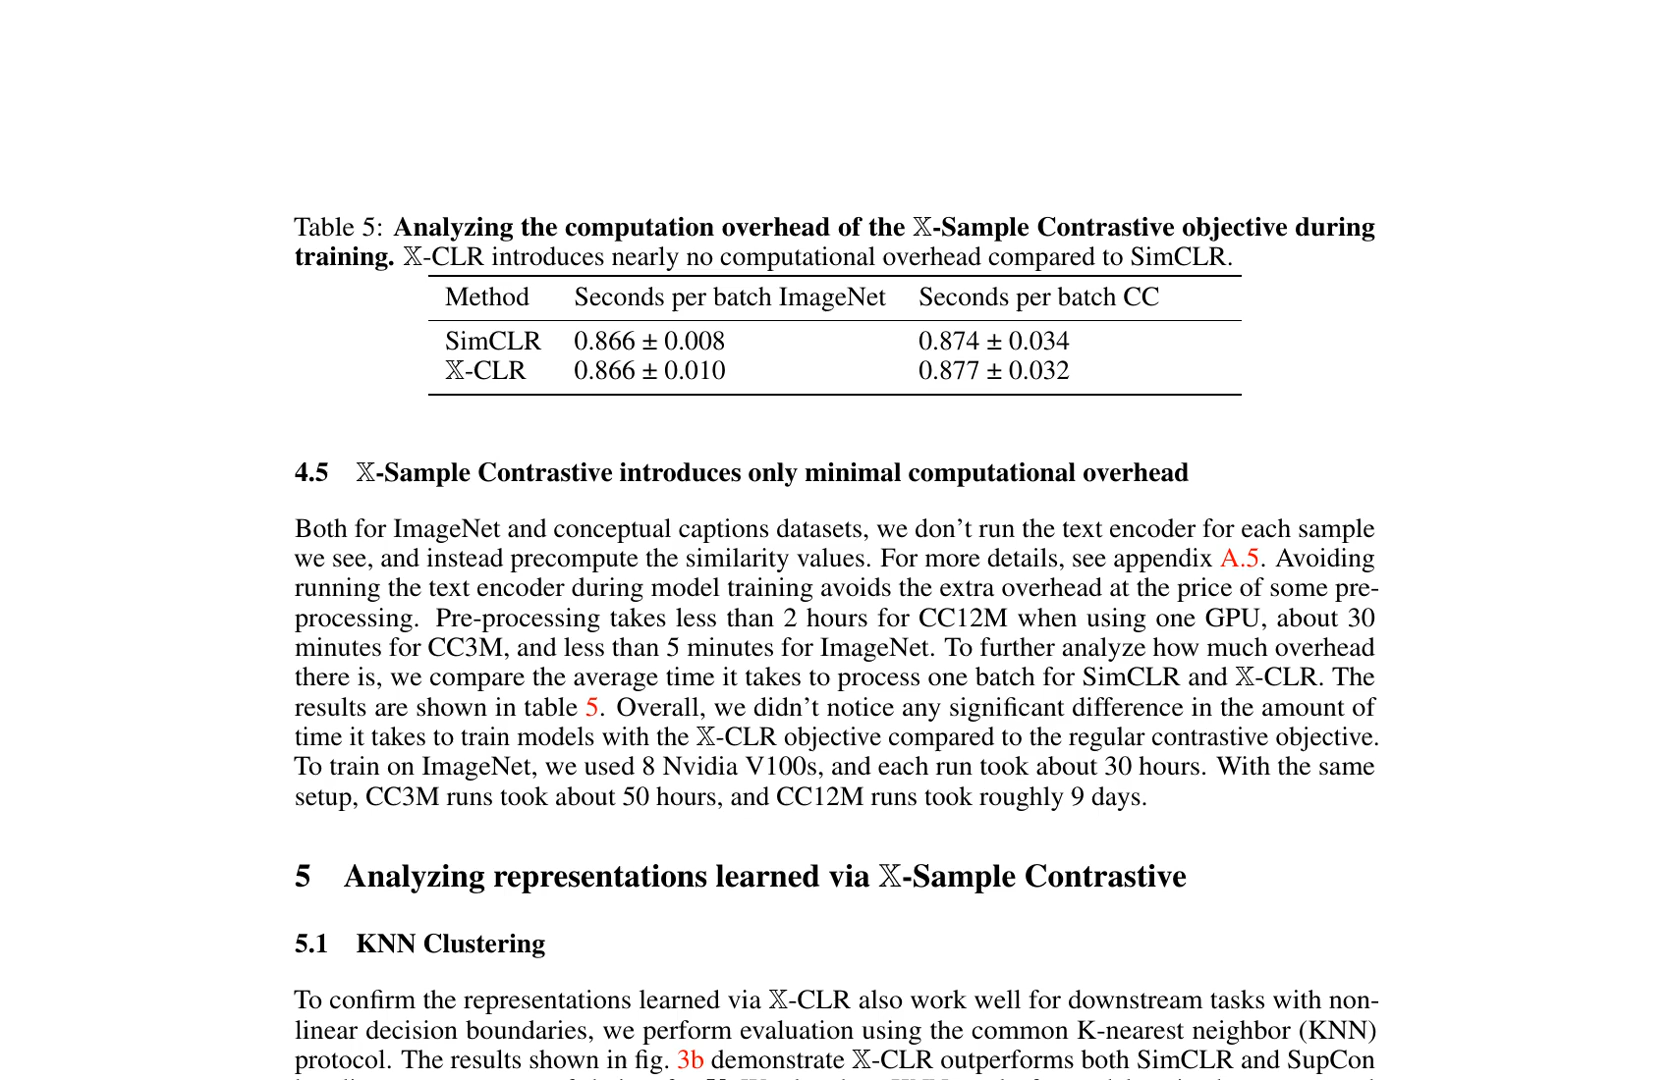 Table 5: Analyzing the computation overhead of the 𝕏-Sample Contrastive objective during
training. 𝕏-CLR introduces nearly no computational overhead compared to SimCLR.
Method Seconds per batch ImageNet Seconds per batch CC
SimCLR 0.866 ± 0.008 0.874 ± 0.034
𝕏-CLR 0.866 ± 0.010 0.877 ± 0.032
4.5 𝕏-Sample Contrastive introduces only minimal computational overhead
Both for ImageNet and conceptual captions datasets, we don't run the text encoder for each sample
we see, and instead precompute the similarity values. For more details, see appendix A.5. Avoiding
running the text encoder during model training avoids the extra overhead at the price of some pre-
processing. Pre-processing takes less than 2 hours for CC12M when using one GPU, about 30
minutes for CC3M, and less than 5 minutes for ImageNet. To further analyze how much overhead
there is, we compare the average time it takes to process one batch for SimCLR and 𝕏-CLR. The
results are shown in table 5. Overall, we didn't notice any significant difference in the amount of
time it takes to train models with the 𝕏-CLR objective compared to the regular contrastive objective.
To train on ImageNet, we used 8 Nvidia V100s, and each run took about 30 hours. With the same
setup, CC3M runs took about 50 hours, and CC12M runs took roughly 9 days.
5 Analyzing representations learned via 𝕏-Sample Contrastive
5.1 KNN Clustering
To confirm the representations learned via 𝕏-CLR also work well for downstream tasks with non-
linear decision boundaries, we perform evaluation using the common K-nearest neighbor (KNN)
protocol. The results shown in fig. 3b demonstrate 𝕏-CLR outperforms both SimCLR and SupCon